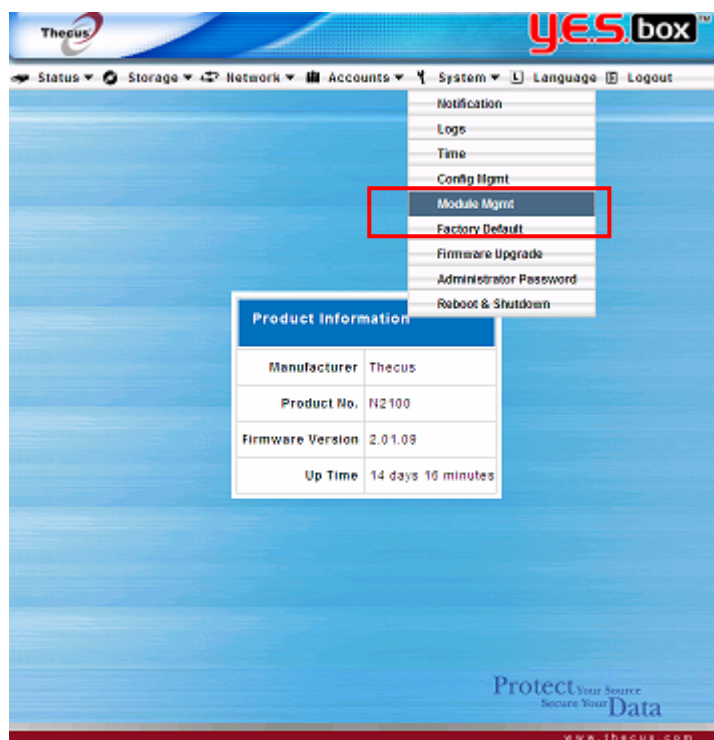 Thecus
Y.E.S.box™
Status Storage Network Accounts System Language Logout
Notification
Logs
Time
Config Mgmt
Module Mgmt
Factory Default
Firmware Upgrade
Administrator Password
Reboot & Shutdown
Product Information
Manufacturer Thecus
Product No. N2100
Firmware Version 2.01.09
Up Time 14 days 16 minutes
Protect Your Source
Secure Your Data
www.thecus.com